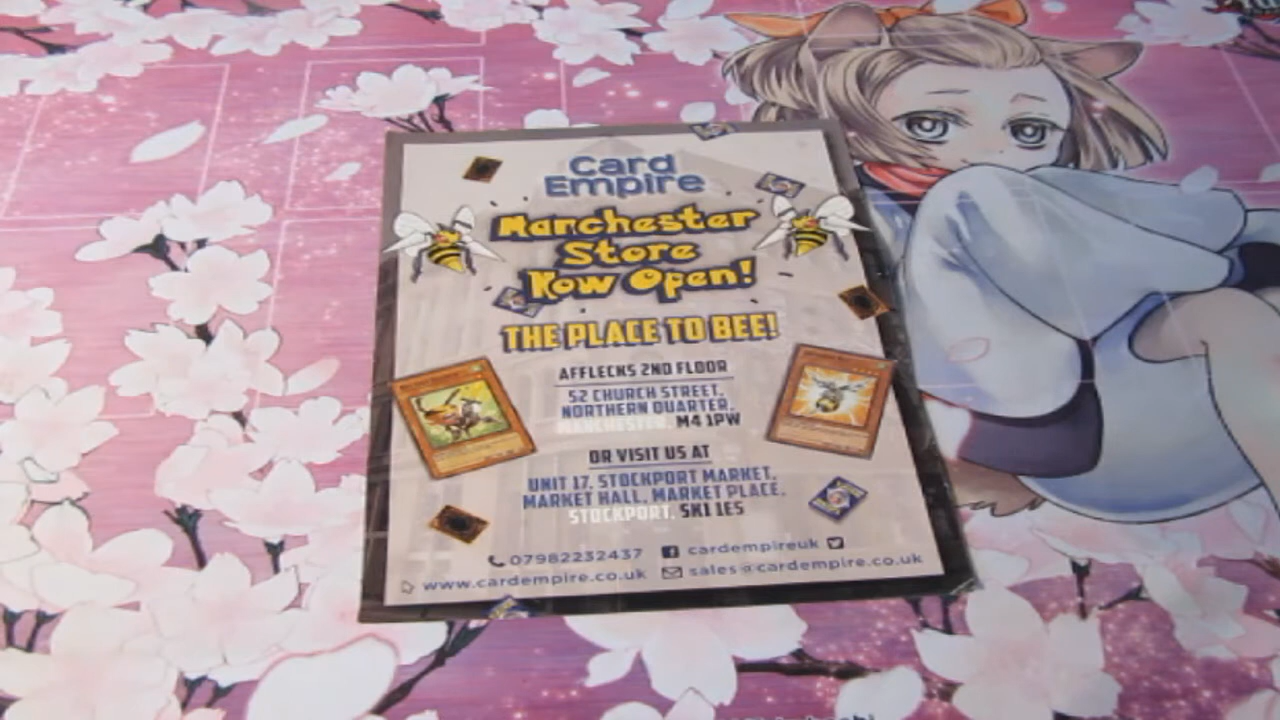 Card
Empire
Manchester
Store
Now Open!
THE PLACE TO BEE!
AFFLECKS 2ND FLOOR
52 CHURCH STREET,
NORTHERN QUARTER,
MANCHESTER, M4 1PW
OR VISIT US AT
UNIT 17, STOCKPORT MARKET,
MARKET HALL, MARKET PLACE,
STOCKPORT, SK1 1ES
07982232437 cardempireuk
www.cardempire.co.uk sales@cardempire.co.uk